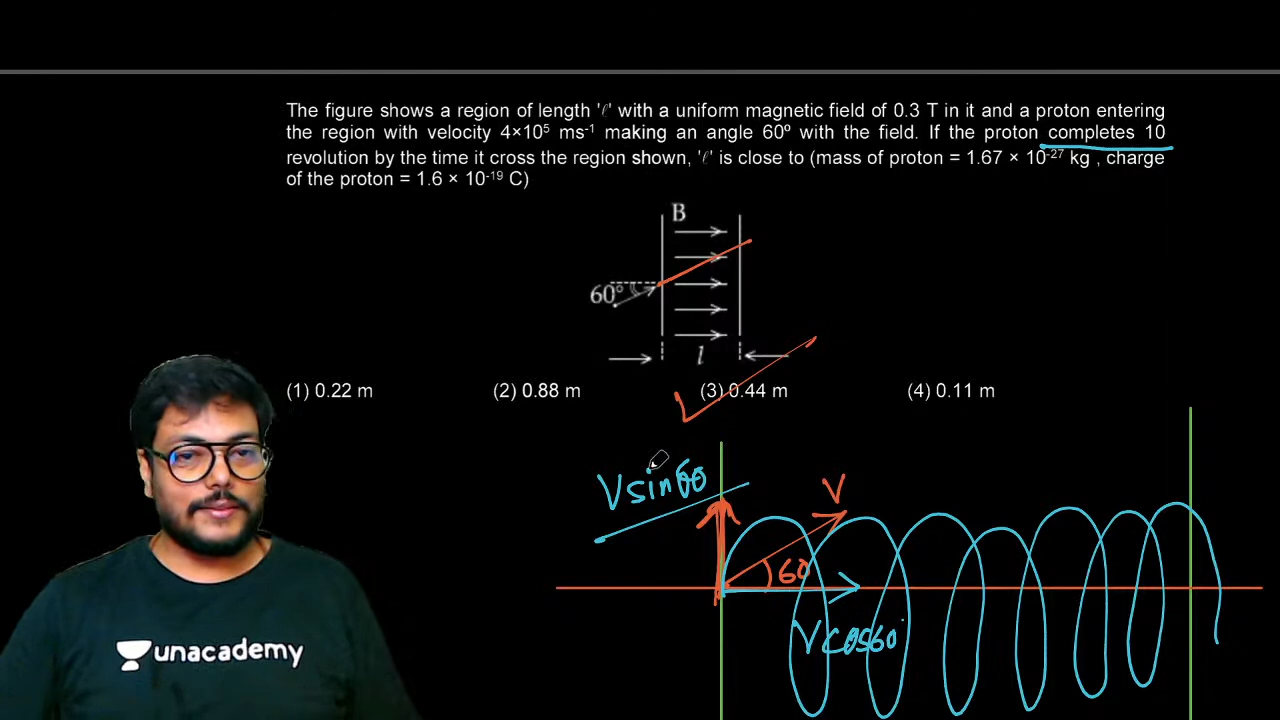 The figure shows a region of length 'ℓ' with a uniform magnetic field of 0.3 T in it and a proton entering
the region with velocity 4×10⁵ ms⁻¹ making an angle 60º with the field. If the proton completes 10
revolution by the time it cross the region shown, 'ℓ' is close to (mass of proton = 1.67 × 10⁻²⁷ kg , charge
of the proton = 1.6 × 10⁻¹⁹ C)
B
60°
l
(1) 0.22 m (2) 0.88 m (3) 0.44 m (4) 0.11 m
V
60
Vcos60°
unacademy